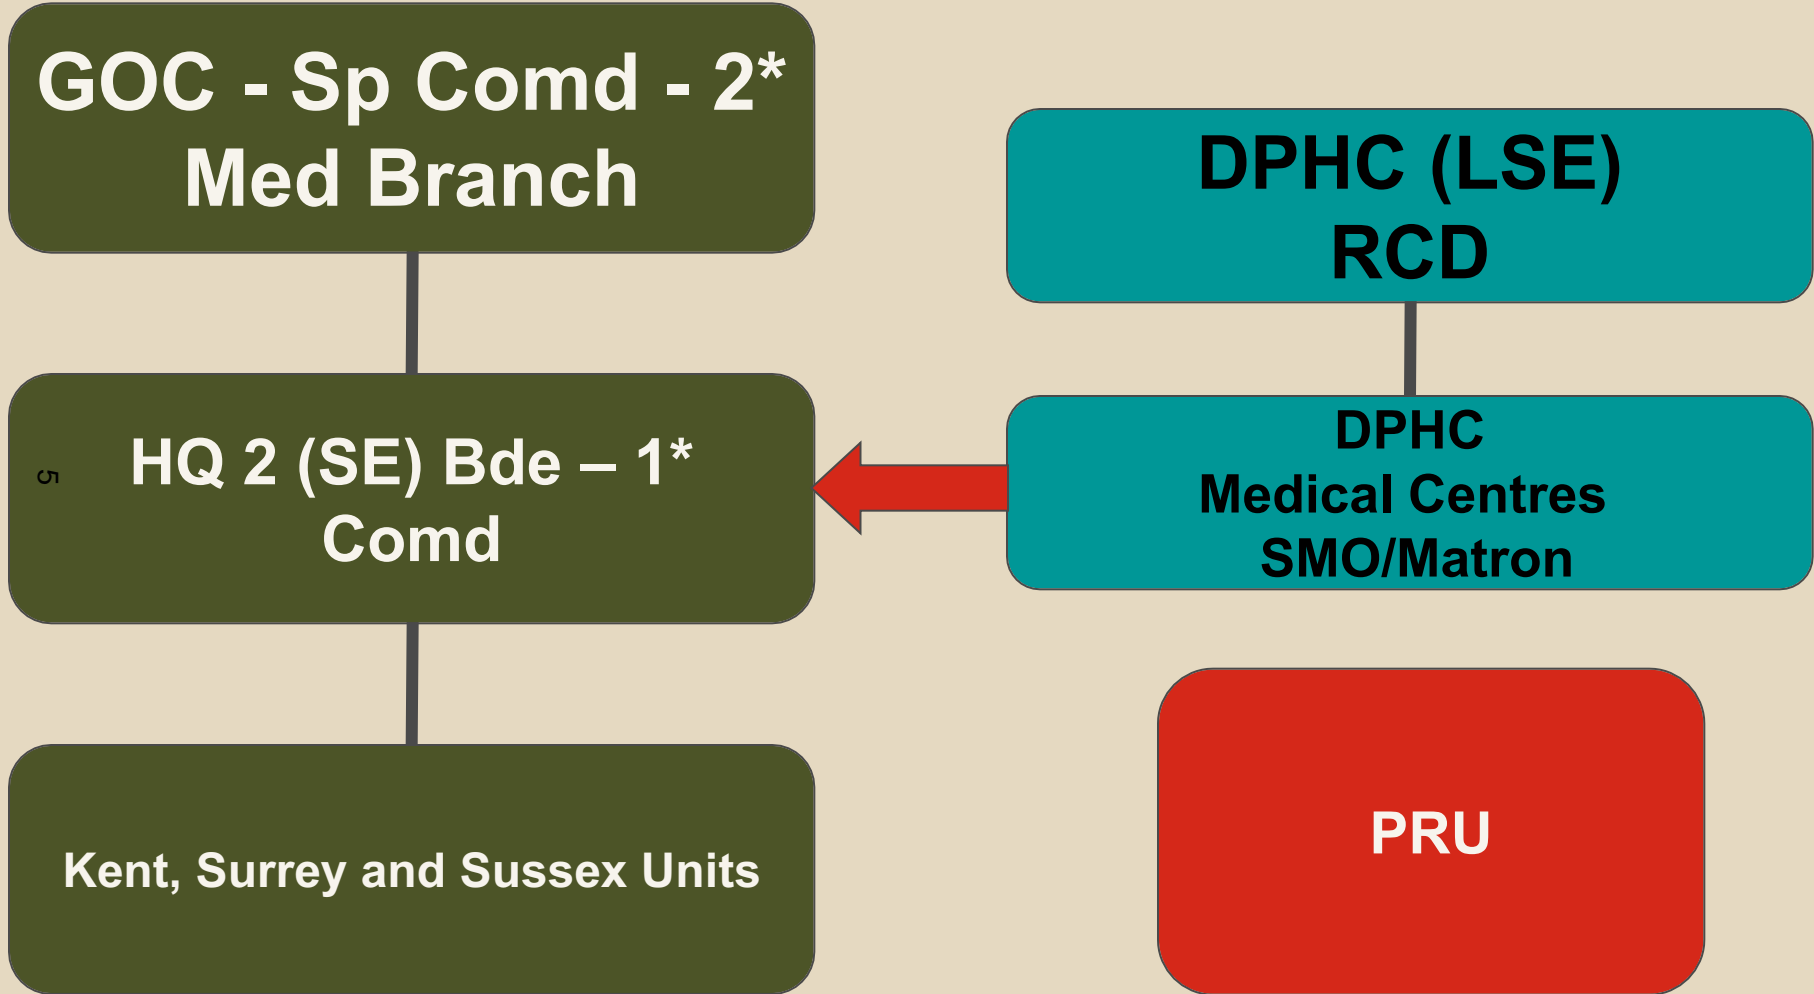 GOC - Sp Comd - 2*
Med Branch
DPHC (LSE)
RCD
HQ 2 (SE) Bde – 1*
Comd
5
DPHC
Medical Centres
SMO/Matron
Kent, Surrey and Sussex Units
PRU